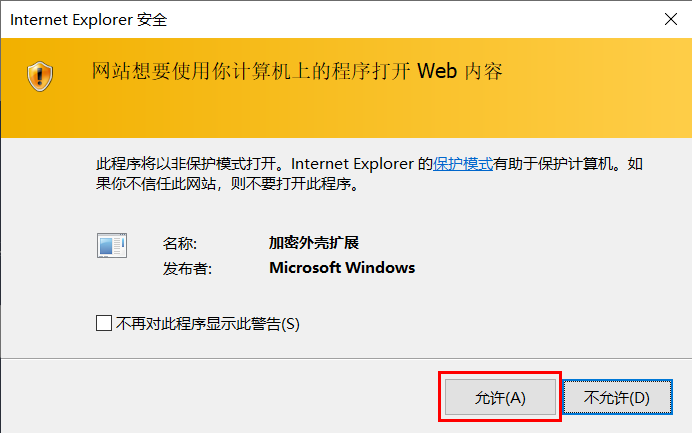 Internet Explorer 安全
网站想要使用你计算机上的程序打开 Web 内容
此程序将以非保护模式打开。Internet Explorer 的保护模式有助于保护计算机。如
果你不信任此网站，则不要打开此程序。
名称: 加密外壳扩展
发布者: Microsoft Windows
不再对此程序显示此警告(S)
允许(A) 不允许(D)